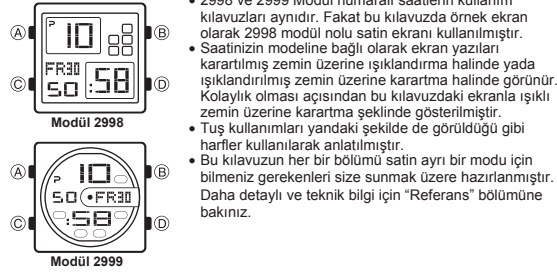 • 2998 ve 2999 Modül numaralı saatlerin kullanım
kılavuzları aynıdır. Fakat bu kılavuzda örnek ekran
olarak 2998 modül nolu satin ekranı kullanılmıştır.
• Saatinizin modeline bağlı olarak ekran yazıları
karartılmış zemin üzerine ışıklandırma halinde yada
ışıklandırılmış zemin üzerine karartma halinde görünür.
Kolaylık olması açısından bu kılavuzdaki ekranla ışıklı
zemin üzerine karartma şeklinde gösterilmiştir.
• Tuş kullanımları yandaki şekilde de görüldüğü gibi
harfler kullanılarak anlatılmıştır.
• Bu kılavuzun her bir bölümü satin ayrı bir modu için
bilmeniz gerekenleri size sunmak üzere hazırlanmıştır.
Daha detaylı ve teknik bilgi için “Referans” bölümüne
bakınız.
A B
P 10
FR30
50 :58
C D
Modül 2998
A B
P 10
50 •FR30
:58
C D
Modül 2999